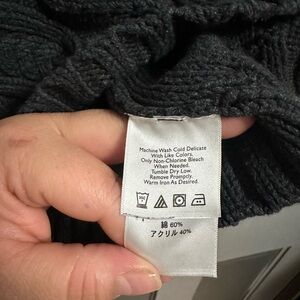 Machine Wash Cold Delicate
With Like Colors.
Only Non-Chlorine Bleach
When Needed.
Tumble Dry Low.
Remove Promptly.
Warm Iron As Desired.
綿 60%
アクリル 40%